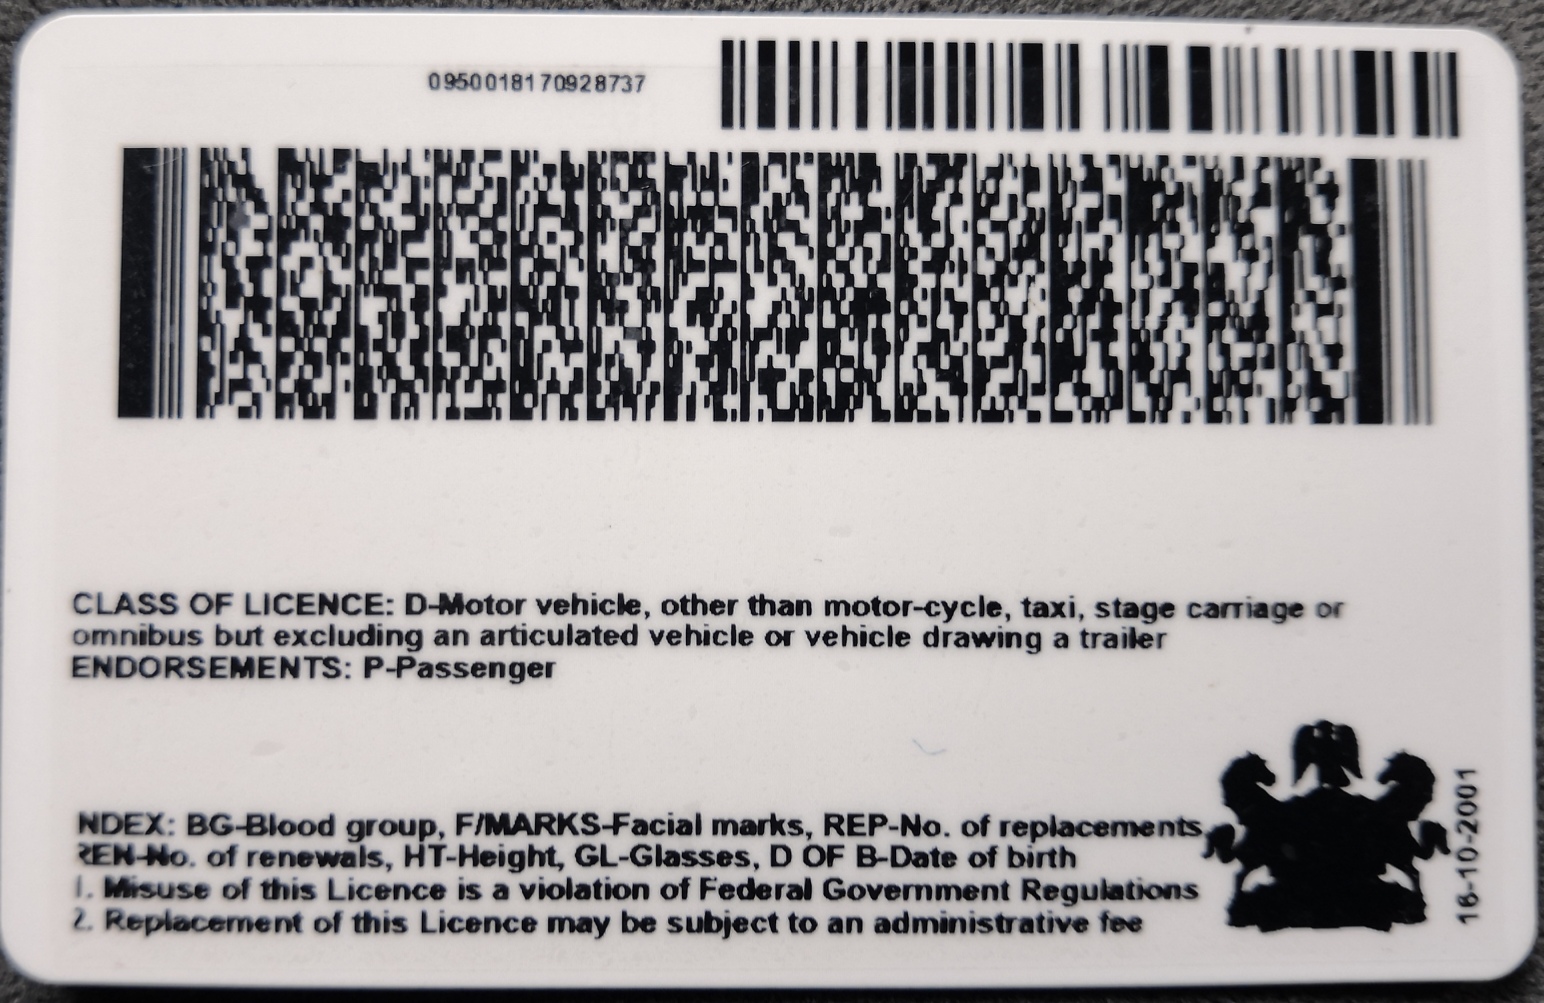 0950018170928737
CLASS OF LICENCE: D-Motor vehicle, other than motor-cycle, taxi, stage carriage or
omnibus but excluding an articulated vehicle or vehicle drawing a trailer
ENDORSEMENTS: P-Passenger
NDEX: BG-Blood group, F/MARKS-Facial marks, REP-No. of replacements,
REN-No. of renewals, HT-Height, GL-Glasses, D OF B-Date of birth
1. Misuse of this Licence is a violation of Federal Government Regulations
2. Replacement of this Licence may be subject to an administrative fee
16-10-2001